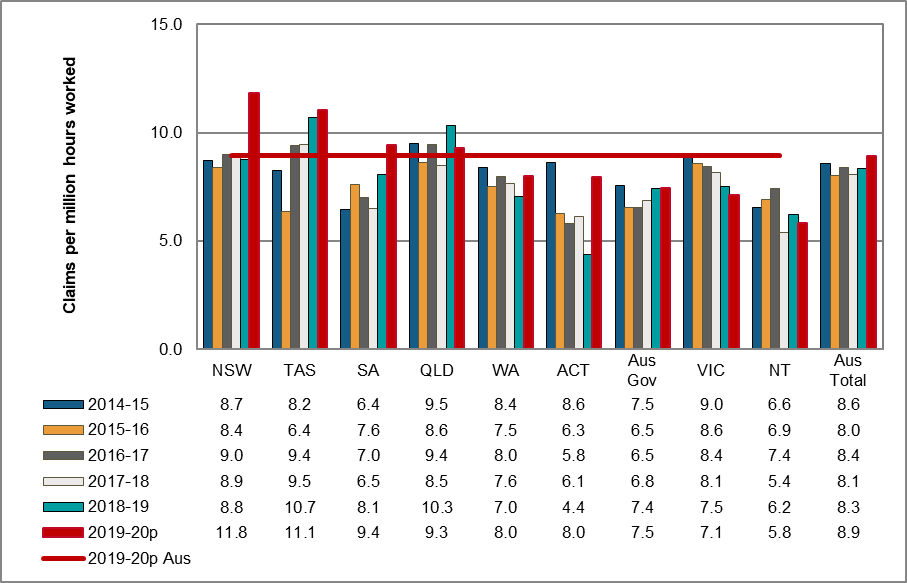 15.0
10.0
5.0
0.0
Claims per million hours worked
NSW TAS SA QLD WA ACT Aus Gov VIC NT Aus Total
2014-15 8.7 8.2 6.4 9.5 8.4 8.6 7.5 9.0 6.6 8.6
2015-16 8.4 6.4 7.6 8.6 7.5 6.3 6.5 8.6 6.9 8.0
2016-17 9.0 9.4 7.0 9.4 8.0 5.8 6.5 8.4 7.4 8.4
2017-18 8.9 9.5 6.5 8.5 7.6 6.1 6.8 8.1 5.4 8.1
2018-19 8.8 10.7 8.1 10.3 7.0 4.4 7.4 7.5 6.2 8.3
2019-20p 11.8 11.1 9.4 9.3 8.0 8.0 7.5 7.1 5.8 8.9
2019-20p Aus